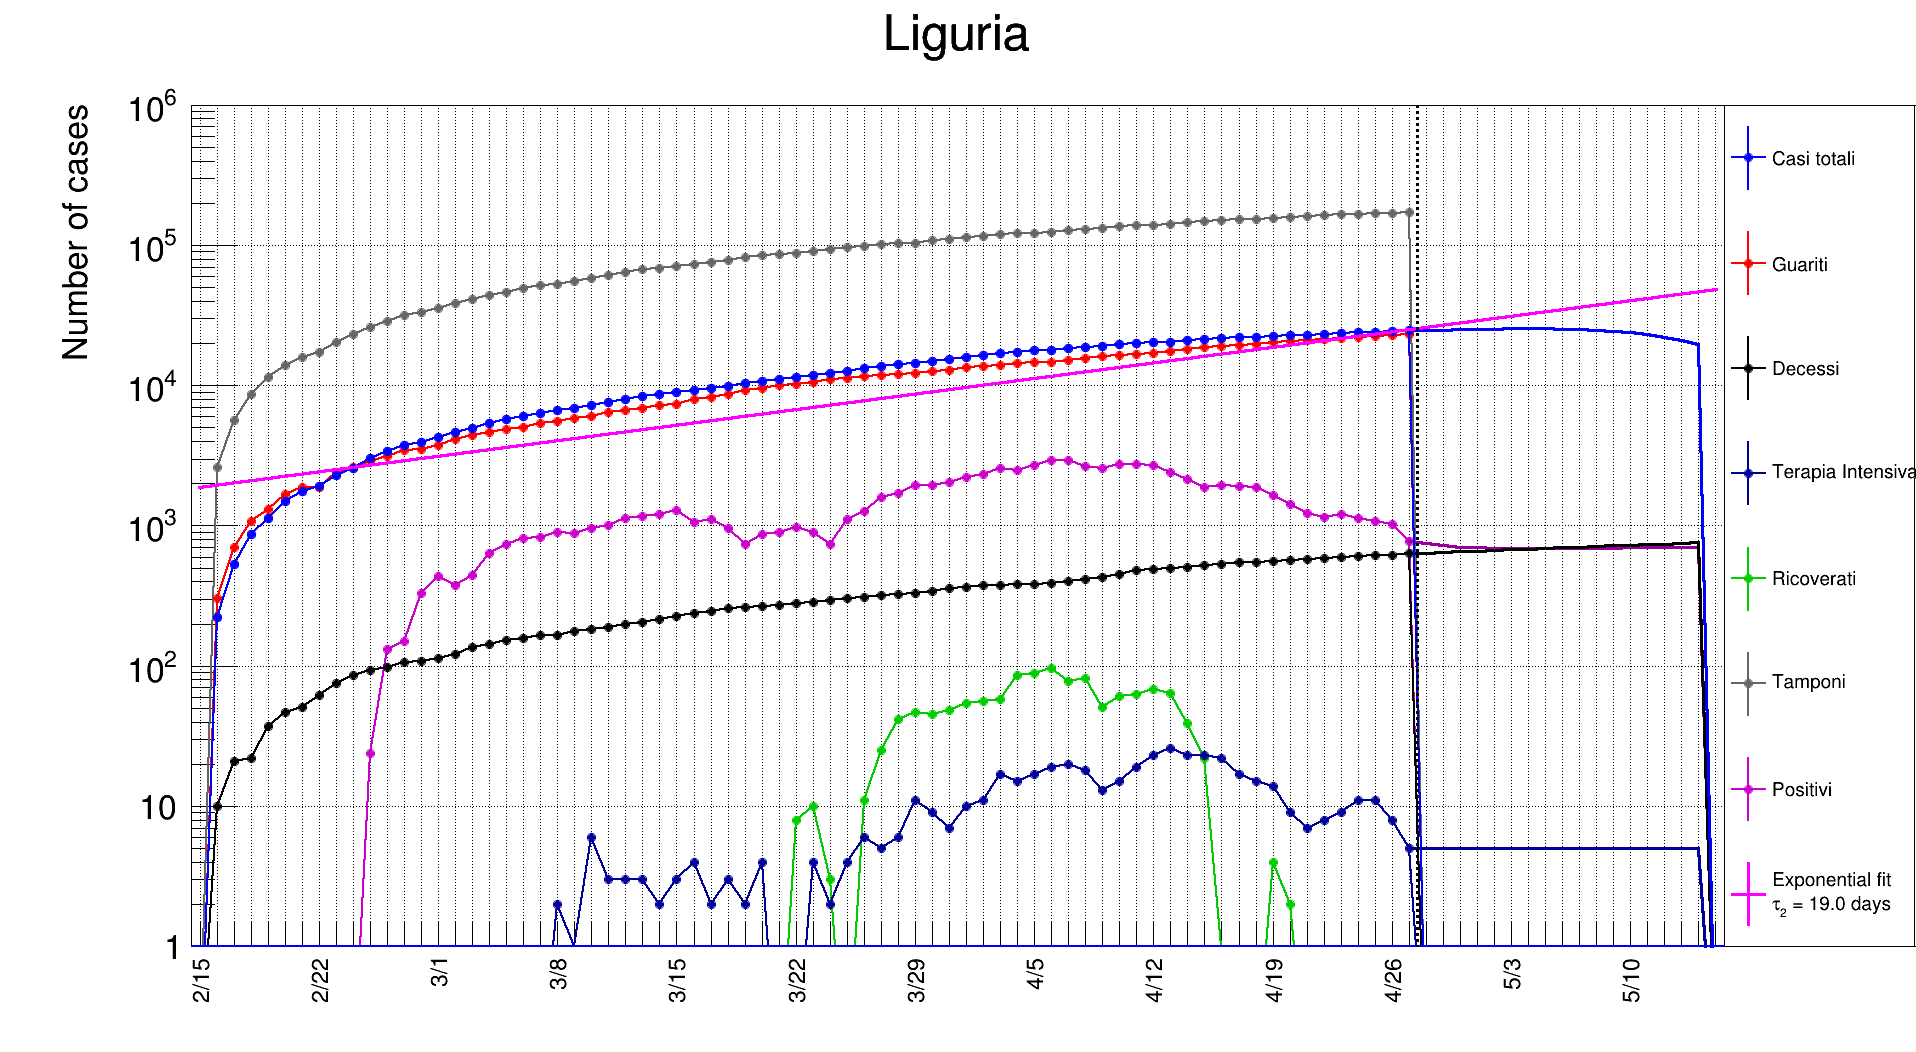 Liguria
Number of cases
10^6
10^5
10^4
10^3
10^2
10
1
2/15
2/22
3/1
3/8
3/15
3/22
3/29
4/5
4/12
4/19
4/26
5/3
5/10
Casi totali
Guariti
Decessi
Terapia Intensiva
Ricoverati
Tamponi
Positivi
Exponential fit
τ_2 = 19.0 days